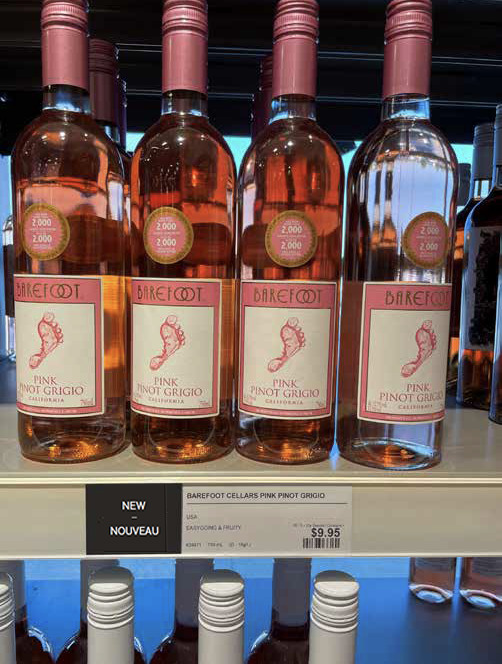 2,000
2,000
2,000
2,000
2,000
2,000
2,000
2,000
BAREFOOT
PINK
PINOT GRIGIO
CALIFORNIA
BAREFOOT
PINK
PINOT GRIGIO
CALIFORNIA
BAREFOOT
PINK
PINOT GRIGIO
CALIFORNIA
BAREFOOT
PINK
PINOT GRIGIO
CALIFORNIA
NEW
–
NOUVEAU
BAREFOOT CELLARS PINK PINOT GRIGIO
USA
EASYGOING & FRUITY
$9.95